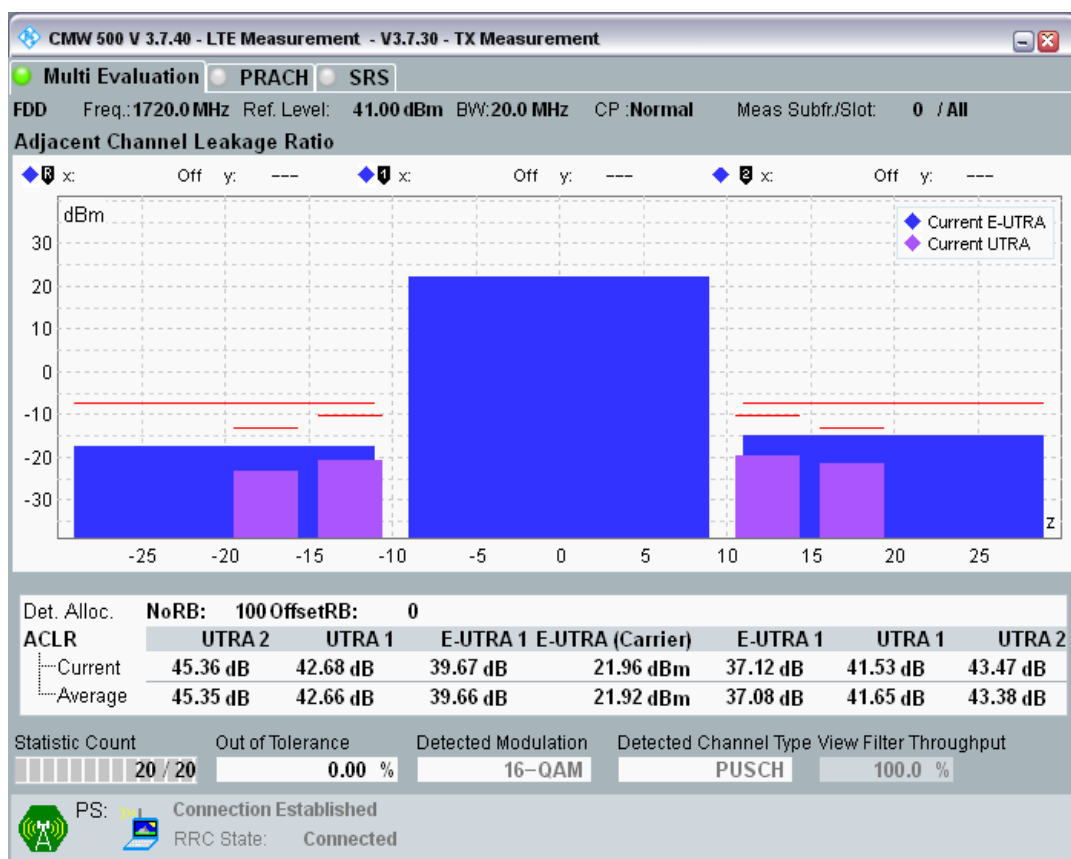 CMW 500 V 3.7.40 - LTE Measurement - V3.7.30 - TX Measurement
Multi Evaluation PRACH SRS
FDD Freq.: 1720.0 MHz Ref. Level: 41.00 dBm BW: 20.0 MHz CP : Normal Meas Subfr./Slot: 0 / All
Adjacent Channel Leakage Ratio
R x: Off y: --- 1 x: Off y: --- 2 x: Off y: ---
dBm
Current E-UTRA
Current UTRA
30
20
10
0
-10
-20
-30
z
-25 -20 -15 -10 -5 0 5 10 15 20 25
Det. Alloc. NoRB: 100 OffsetRB: 0
ACLR UTRA 2 UTRA 1 E-UTRA 1 E-UTRA (Carrier) E-UTRA 1 UTRA 1 UTRA 2
Current 45.36 dB 42.68 dB 39.67 dB 21.96 dBm 37.12 dB 41.53 dB 43.47 dB
Average 45.35 dB 42.66 dB 39.66 dB 21.92 dBm 37.08 dB 41.65 dB 43.38 dB
Statistic Count Out of Tolerance Detected Modulation Detected Channel Type View Filter Throughput
20 / 20 0.00 % 16-QAM PUSCH 100.0 %
PS: Connection Established
RRC State: Connected